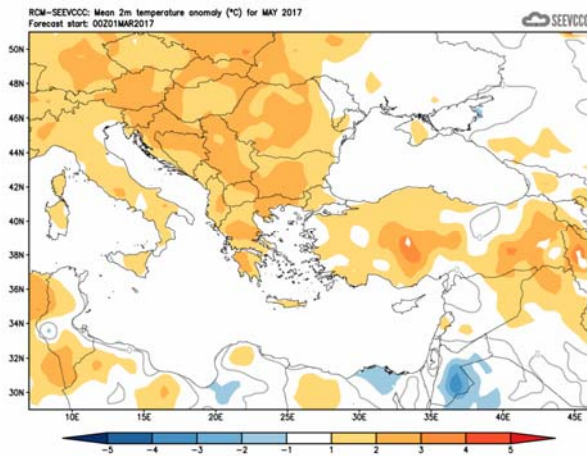 RCM-SEEVCCC: Mean 2m temperature anomaly (°C) for MAY 2017
Forecast start: 00Z01MAR2017
SEEVCCC
50N
48N
46N
44N
42N
40N
38N
36N
34N
32N
30N
10E 15E 20E 25E 30E 35E 40E 45E
-5 -4 -3 -2 -1 1 2 3 4 5